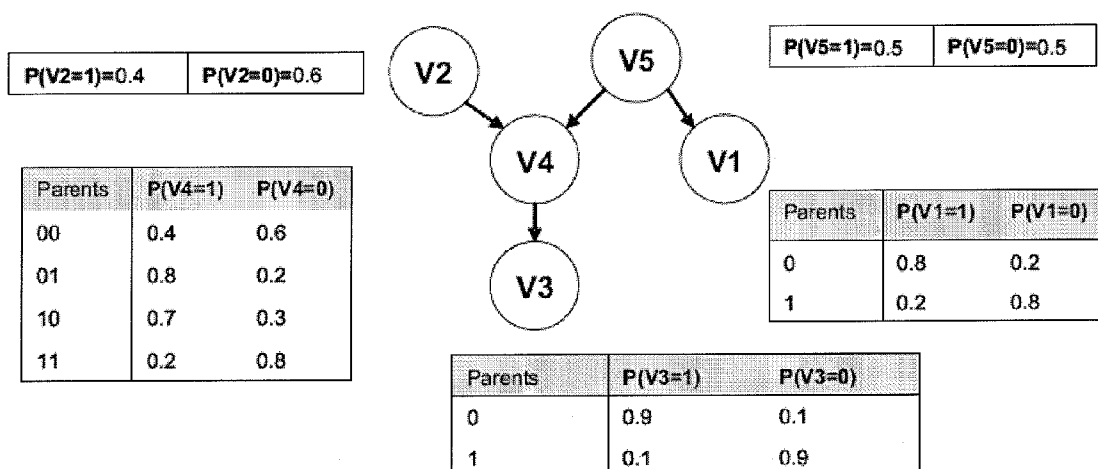 P(V2=1)=0.4 P(V2=0)=0.6
V2
V5
P(V5=1)=0.5 P(V5=0)=0.5
V4
V1
V3
Parents P(V4=1) P(V4=0)
00 0.4 0.6
01 0.8 0.2
10 0.7 0.3
11 0.2 0.8
Parents P(V1=1) P(V1=0)
0 0.8 0.2
1 0.2 0.8
Parents P(V3=1) P(V3=0)
0 0.9 0.1
1 0.1 0.9